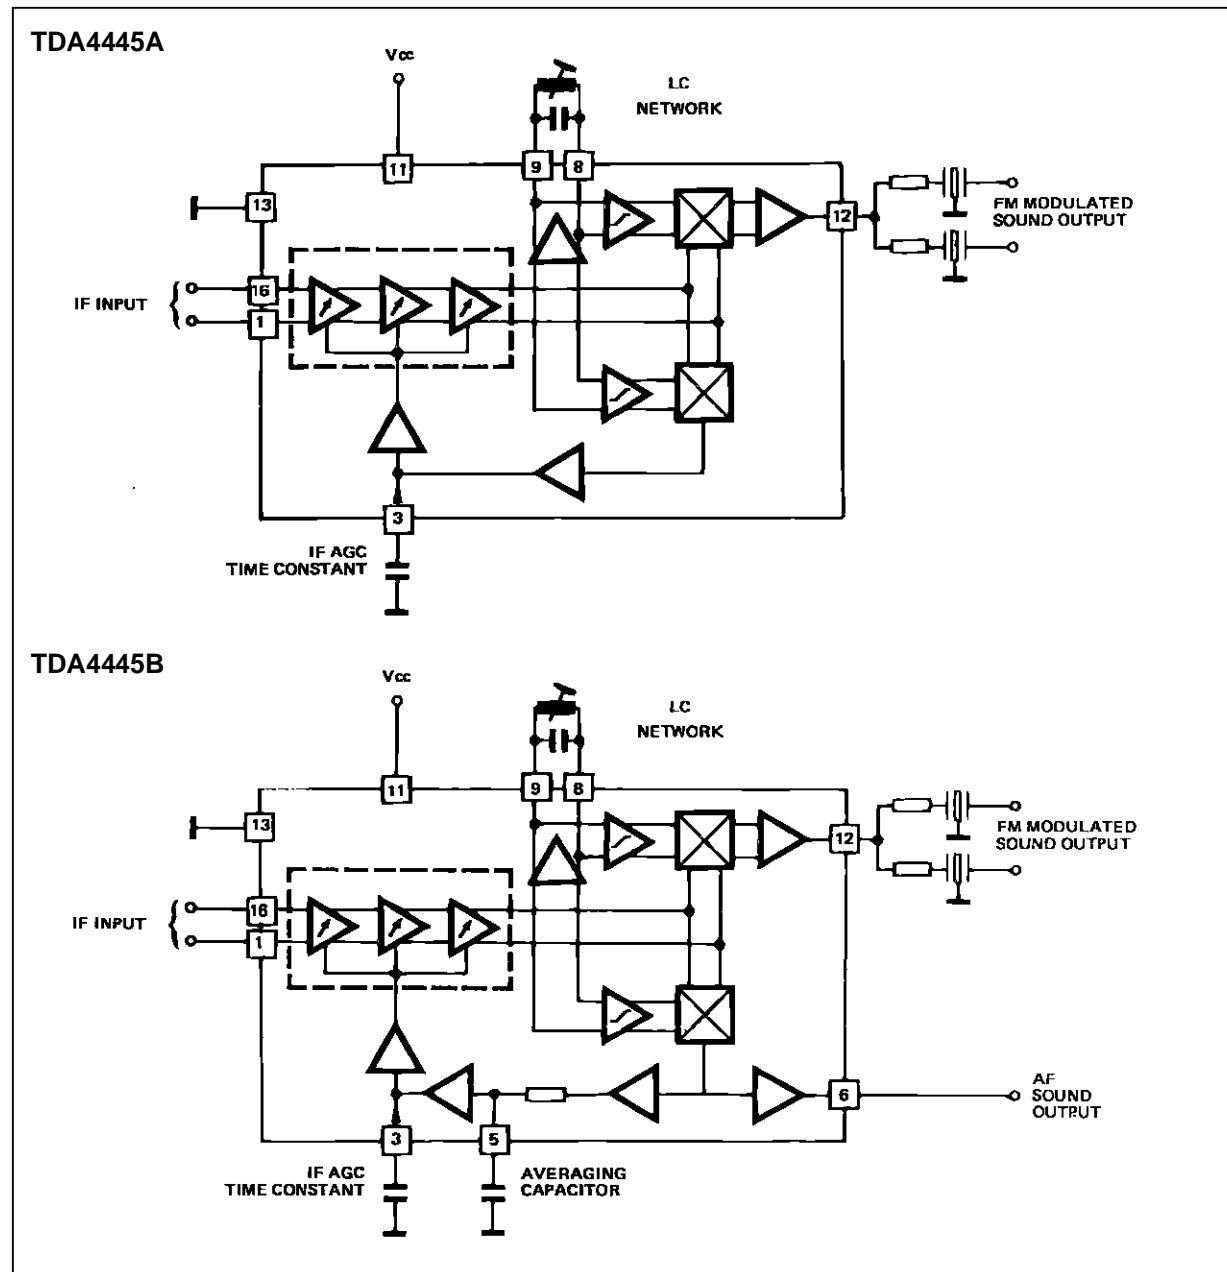 TDA4445A
Vcc
LC
NETWORK
11
9
8
13
12
FM MODULATED
SOUND OUTPUT
16
IF INPUT
1
3
IF AGC
TIME CONSTANT
TDA4445B
Vcc
LC
NETWORK
11
9
8
13
12
FM MODULATED
SOUND OUTPUT
16
IF INPUT
1
6
AF
SOUND
OUTPUT
3
5
IF AGC
TIME CONSTANT
AVERAGING
CAPACITOR